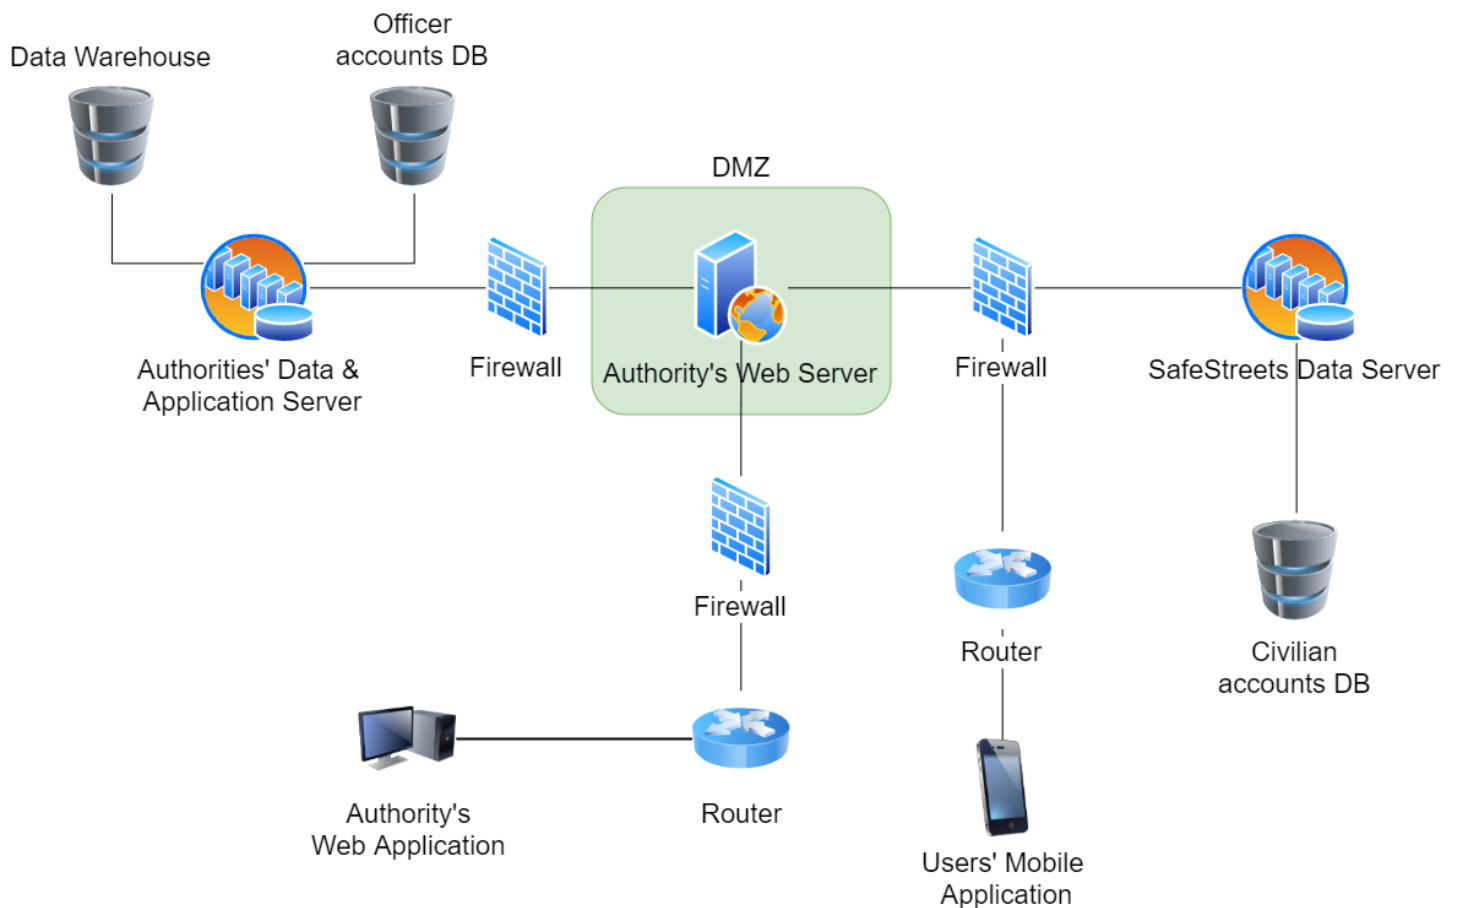 Officer
accounts DB
Data Warehouse
DMZ
Authorities' Data &
Application Server
Firewall
Authority's Web Server
Firewall
SafeStreets Data Server
Firewall
Router
Civilian
accounts DB
Authority's
Web Application
Router
Users' Mobile
Application